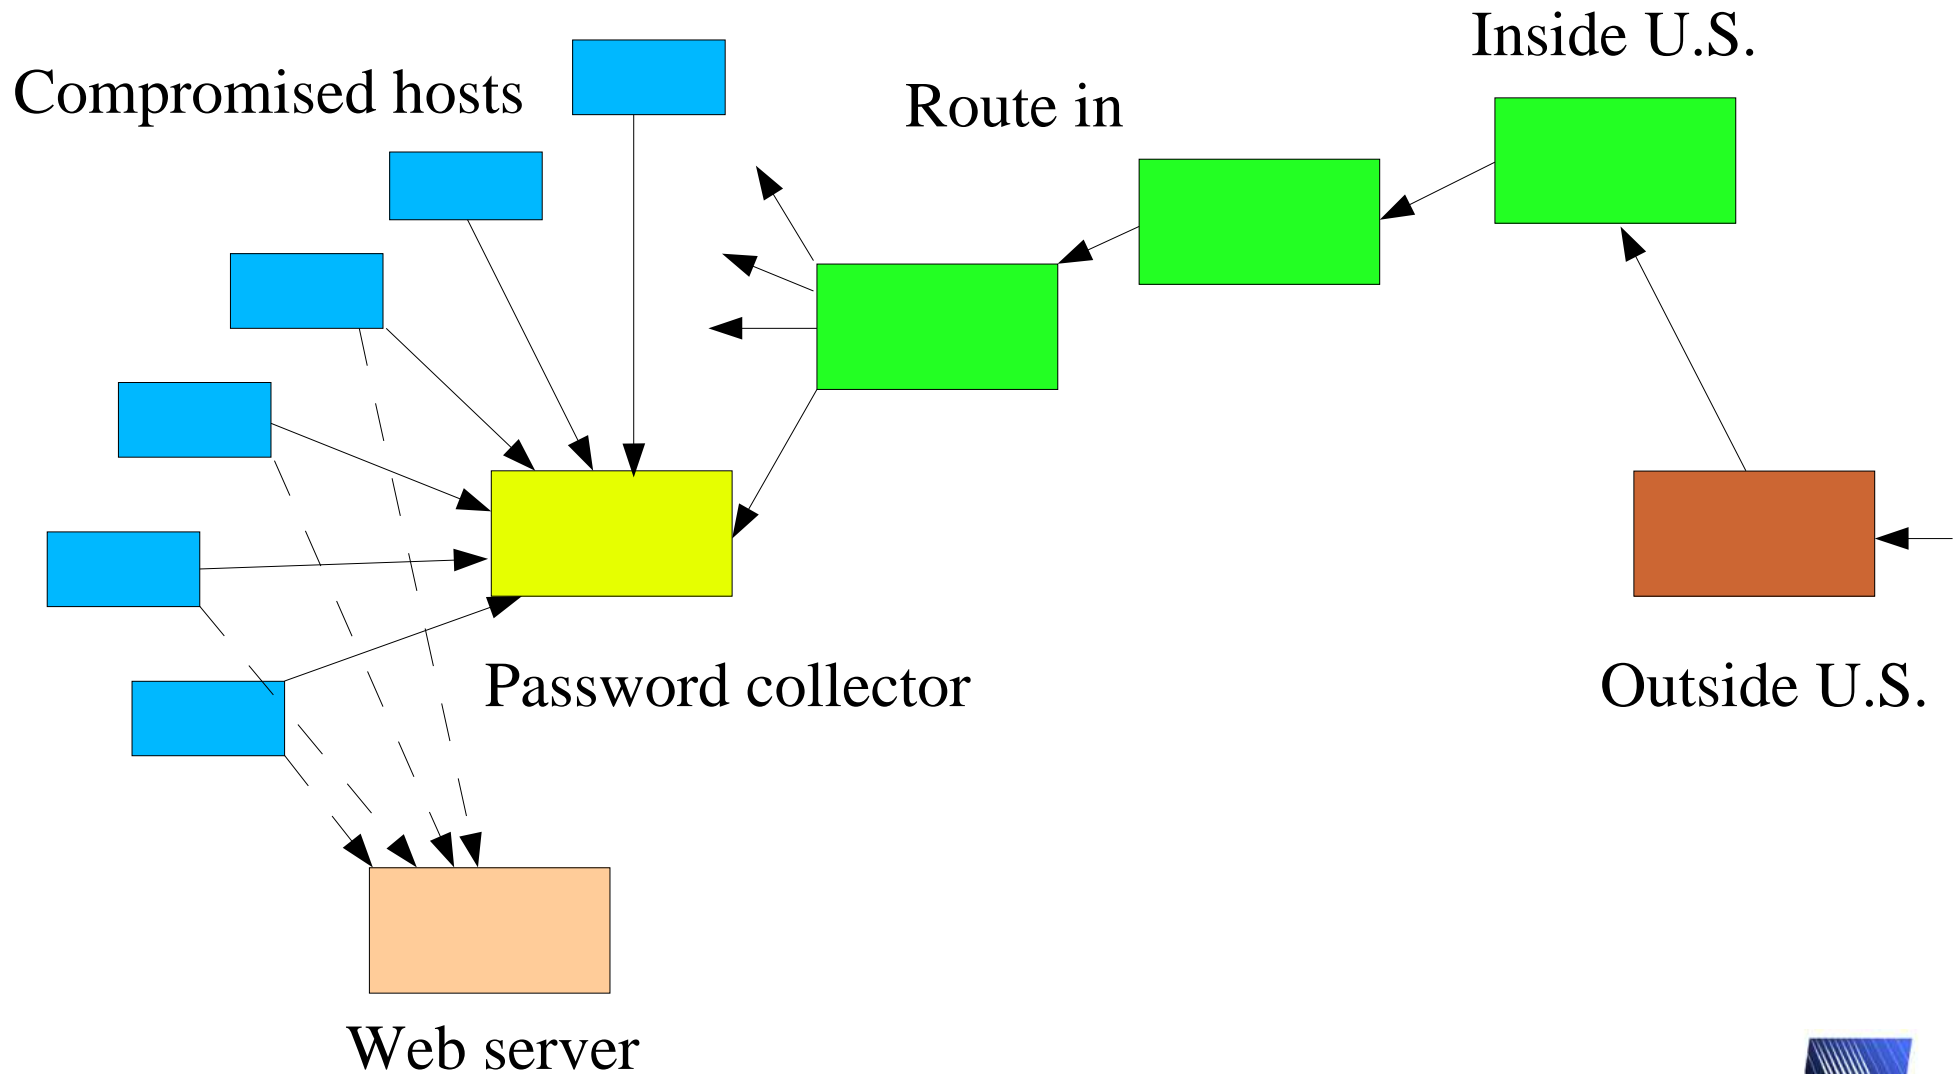 Inside U.S.
Compromised hosts
Route in
Password collector
Outside U.S.
Web server